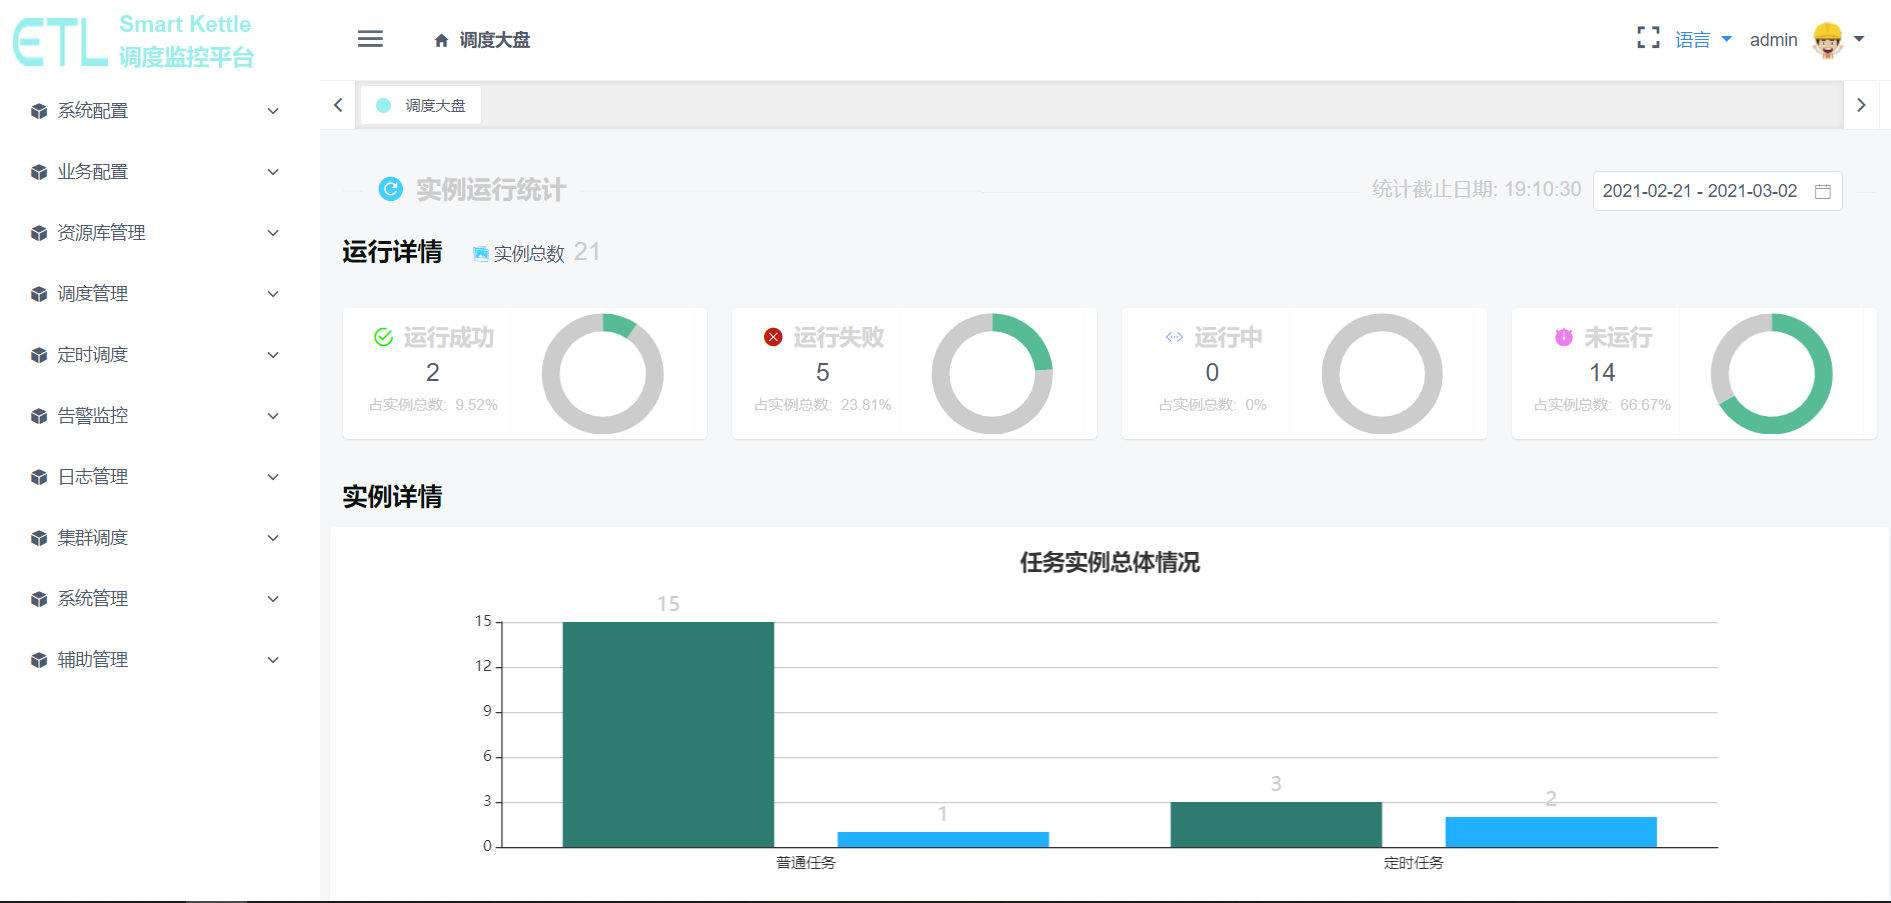 ETL
Smart Kettle
调度监控平台
系统配置
业务配置
资源库管理
调度管理
定时调度
告警监控
日志管理
集群调度
系统管理
辅助管理
调度大盘
语言
admin
调度大盘
实例运行统计
统计截止日期: 19:10:30
2021-02-21 - 2021-03-02
运行详情
实例总数 21
运行成功
2
占实例总数: 9.52%
运行失败
5
占实例总数: 23.81%
运行中
0
占实例总数: 0%
未运行
14
占实例总数: 66.67%
实例详情
任务实例总体情况
15
12
9
6
3
0
15
1
3
2
普通任务
定时任务